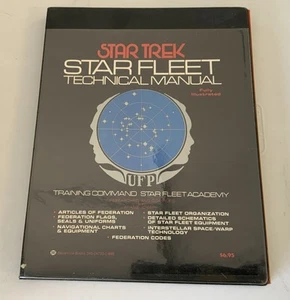 STAR TREK
STAR FLEET
TECHNICAL MANUAL
Fully
Illustrated
UFP
TRAINING COMMAND STAR FLEET ACADEMY
• ARTICLES OF FEDERATION
• FEDERATION FLAGS,
SEALS & UNIFORMS
• NAVIGATIONAL CHARTS
& EQUIPMENT
• STAR FLEET ORGANIZATION
• DETAILED SCHEMATICS
OF STAR FLEET EQUIPMENT
• INTERSTELLAR SPACE/WARP
TECHNOLOGY
• FEDERATION CODES
$6.95